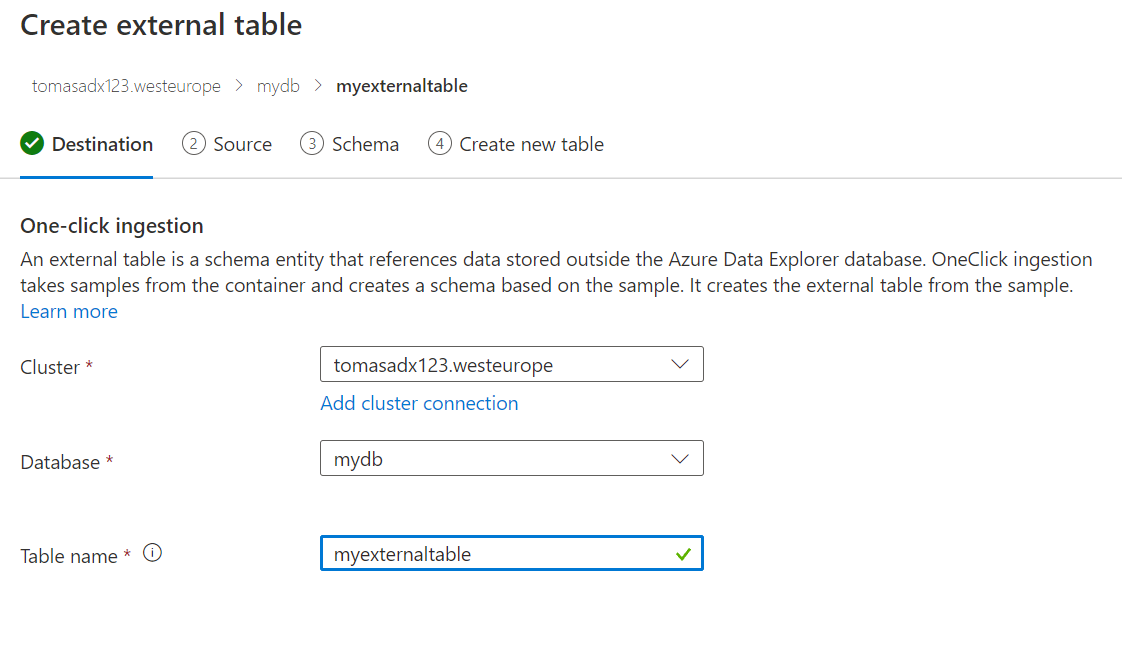 Create external table
tomasadx123.westeurope > mydb > myexternaltable
Destination 2 Source 3 Schema 4 Create new table
One-click ingestion
An external table is a schema entity that references data stored outside the Azure Data Explorer database. OneClick ingestion
takes samples from the container and creates a schema based on the sample. It creates the external table from the sample.
Learn more
Cluster * tomasadx123.westeurope
Add cluster connection
Database * mydb
Table name * i myexternaltable